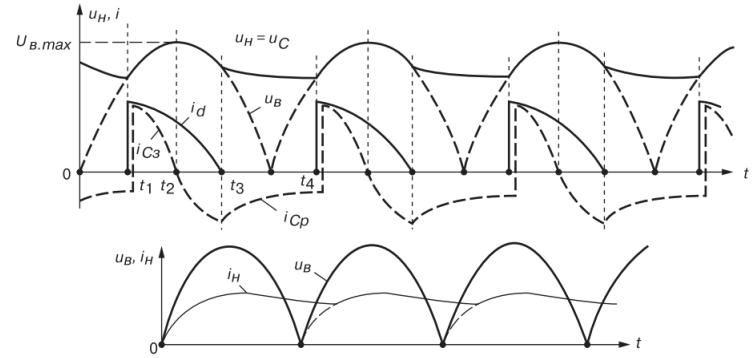 u_н, i
U_в.max
u_н = u_C
u_в
i_d
i_Cз
0
t_1
t_2
t_3
t_4
t
i_Cр
u_в, i_н
i_н
u_в
0
t